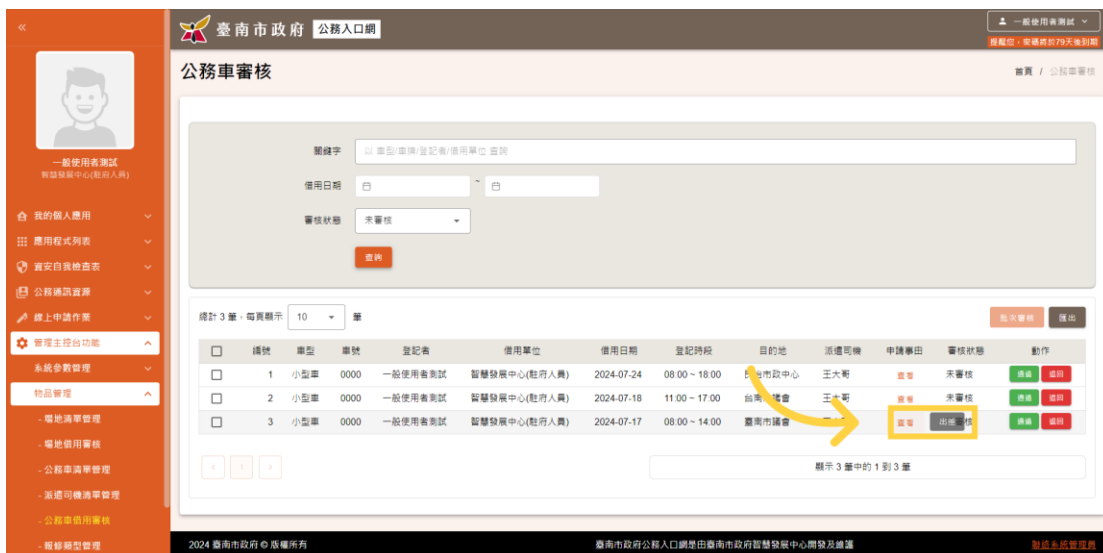 «
臺南市政府 公務入口網
一般使用者測試
提醒您，密碼將於79天後到期
公務車審核
首頁 / 公務車審核
一般使用者測試
智慧發展中心(駐府人員)
我的個人應用
應用程式列表
資安自我檢查表
公務通訊資源
線上申請作業
管理主控台功能
系統參數管理
物品管理
- 場地清單管理
- 場地借用審核
- 公務車清單管理
- 派遣司機清單管理
- 公務車借用審核
- 報修類型管理
關鍵字 以 車型/車牌/登記者/借用單位 查詢
借用日期 ~
審核狀態 未審核
查詢
總計 3 筆，每頁顯示 10 筆
批次審核 匯出
編號 車型 車號 登記者 借用單位 借用日期 登記時段 目的地 派遣司機 申請事由 審核狀態 動作
1 小型車 0000 一般使用者測試 智慧發展中心(駐府人員) 2024-07-24 08:00 ~ 18:00 民治市政中心 王大哥 查看 未審核 通過 退回
2 小型車 0000 一般使用者測試 智慧發展中心(駐府人員) 2024-07-18 11:00 ~ 17:00 台南市議會 王大哥 查看 未審核 通過 退回
3 小型車 0000 一般使用者測試 智慧發展中心(駐府人員) 2024-07-17 08:00 ~ 14:00 臺南市議會 查看 出差 審核 通過 退回
顯示 3 筆中的 1 到 3 筆
2024 臺南市政府 © 版權所有
臺南市政府公務入口網是由臺南市政府智慧發展中心開發及維護
聯絡系統管理員